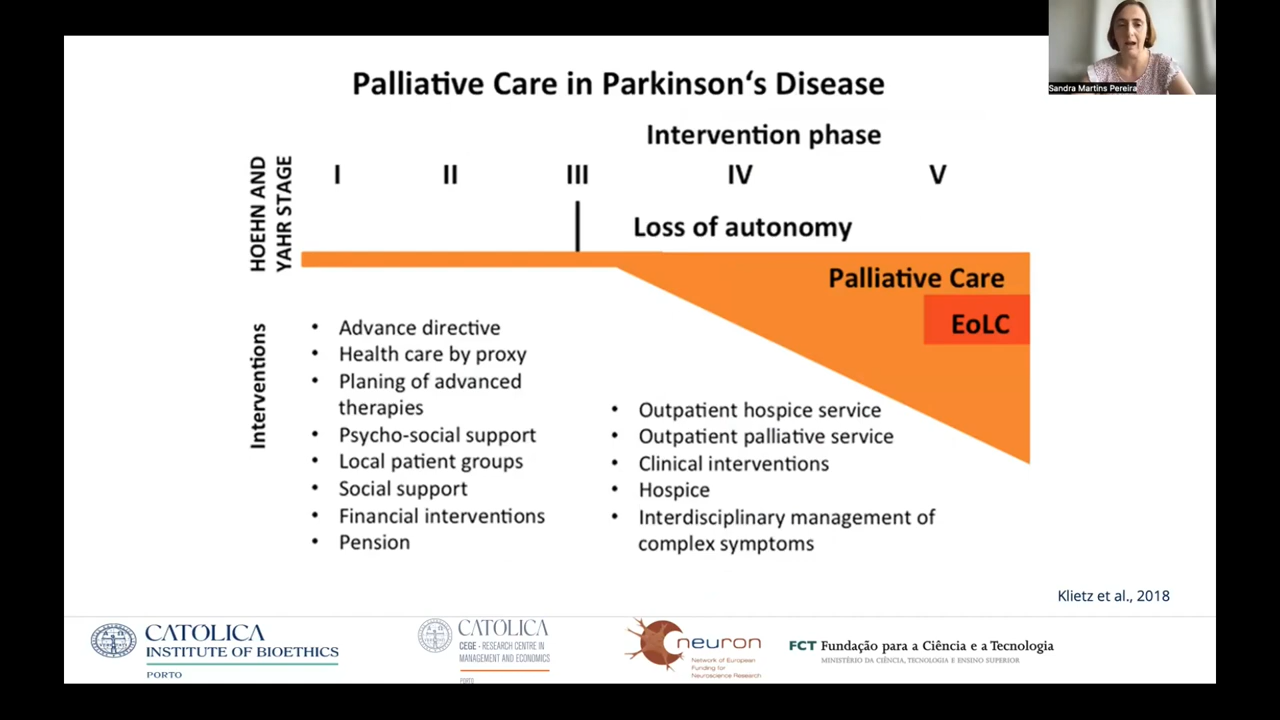 Sandra Martins Pereira
Palliative Care in Parkinson‘s Disease
Intervention phase
HOEHN AND
YAHR STAGE
I II III IV V
Loss of autonomy
Palliative Care
EoLC
Interventions
• Advance directive
• Health care by proxy
• Planing of advanced
therapies
• Psycho-social support
• Local patient groups
• Social support
• Financial interventions
• Pension
• Outpatient hospice service
• Outpatient palliative service
• Clinical interventions
• Hospice
• Interdisciplinary management of
complex symptoms
Klietz et al., 2018
CATOLICA
INSTITUTE OF BIOETHICS
PORTO
CATOLICA
CEGE - RESEARCH CENTRE IN
MANAGEMENT AND ECONOMICS
PORTO
neuron
Network of European
Funding for
Neuroscience Research
FCT Fundação para a Ciência e a Tecnologia
MINISTÉRIO DA CIÊNCIA, TECNOLOGIA E ENSINO SUPERIOR